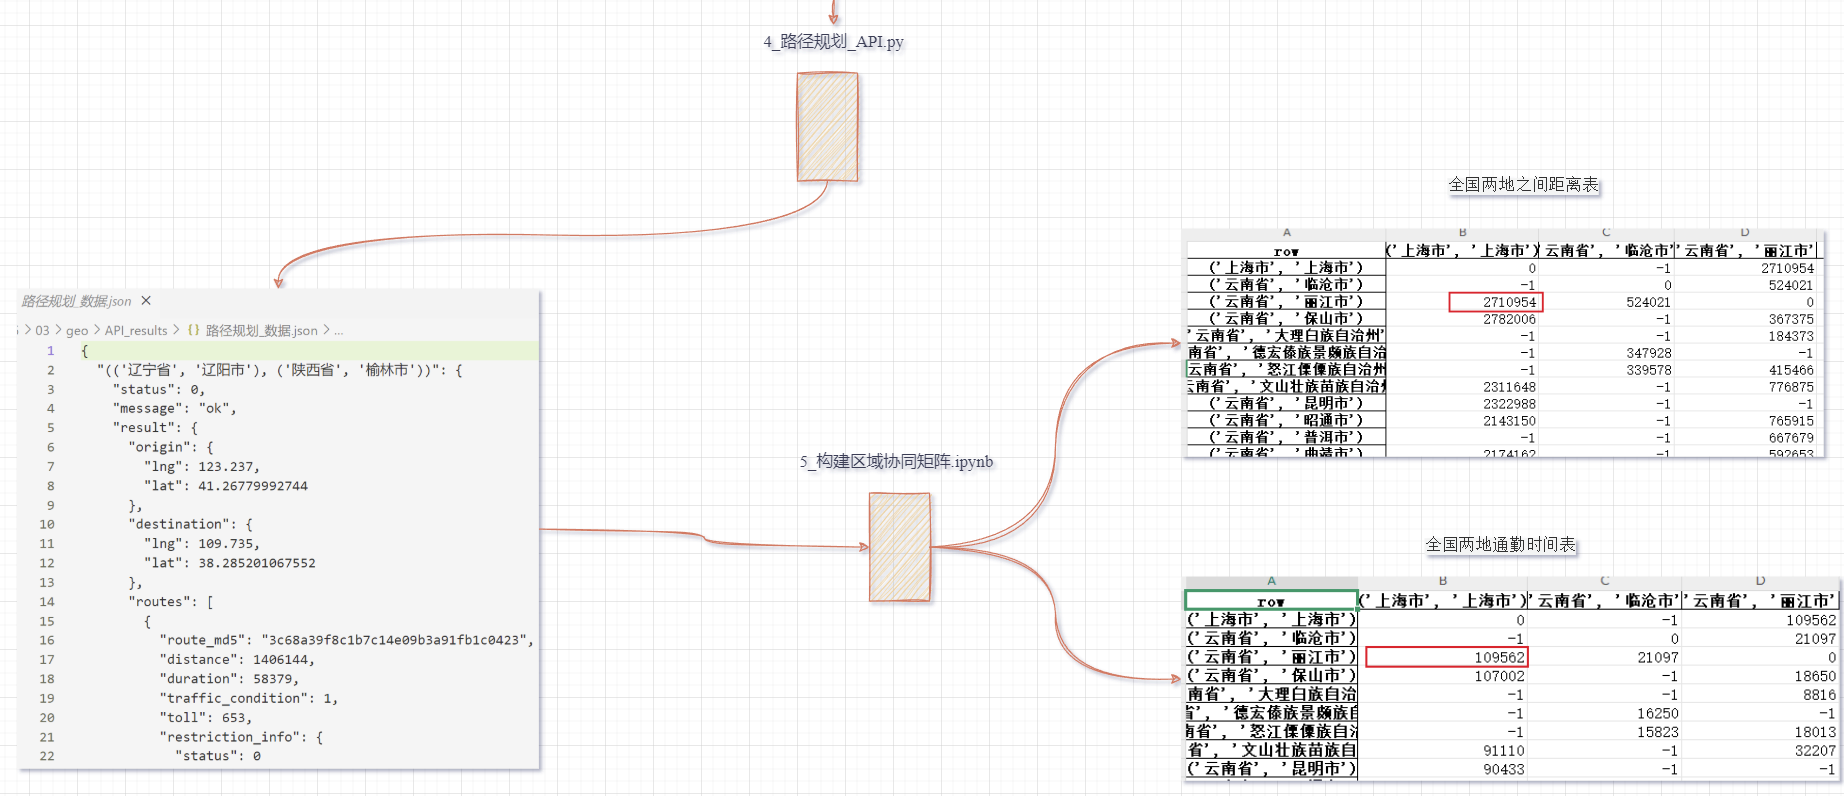 4_路径规划_API.py
路径规划_数据.json ×
> 03 > geo > API_results > {} 路径规划_数据.json > ...
1 {
2 "(('辽宁省', '辽阳市'), ('陕西省', '榆林市'))": {
3 "status": 0,
4 "message": "ok",
5 "result": {
6 "origin": {
7 "lng": 123.237,
8 "lat": 41.26779992744
9 },
10 "destination": {
11 "lng": 109.735,
12 "lat": 38.285201067552
13 },
14 "routes": [
15 {
16 "route_md5": "3c68a39f8c1b7c14e09b3a91fb1c0423",
17 "distance": 1406144,
18 "duration": 58379,
19 "traffic_condition": 1,
20 "toll": 653,
21 "restriction_info": {
22 "status": 0
5_构建区域协同矩阵.ipynb
全国两地之间距离表
A B C D
row ('上海市', '上海市') 云南省', '临沧市' '云南省', '丽江市'
('上海市', '上海市') 0 -1 2710954
('云南省', '临沧市') -1 0 524021
('云南省', '丽江市') 2710954 524021 0
('云南省', '保山市') 2782006 -1 367375
'云南省', '大理白族自治州' -1 -1 184373
南省', '德宏傣族景颇族自治 -1 347928 -1
云南省', '怒江傈僳族自治州 -1 339578 415466
云南省', '文山壮族苗族自治州 2311648 -1 776875
('云南省', '昆明市') 2322988 -1 -1
('云南省', '昭通市') 2143150 -1 765915
('云南省', '普洱市') -1 -1 667679
('云南省', '曲靖市') 2174162 -1 592653
全国两地通勤时间表
A B C D
row ('上海市', '上海市') '云南省', '临沧市' '云南省', '丽江市'
('上海市', '上海市') 0 -1 109562
('云南省', '临沧市') -1 0 21097
('云南省', '丽江市') 109562 21097 0
('云南省', '保山市') 107002 -1 18650
南省', '大理白族自治 -1 -1 8816
省', '德宏傣族景颇族自 -1 16250 -1
南省', '怒江傈僳族自治 -1 15823 18013
省', '文山壮族苗族自 91110 -1 32207
('云南省', '昆明市') 90433 -1 -1